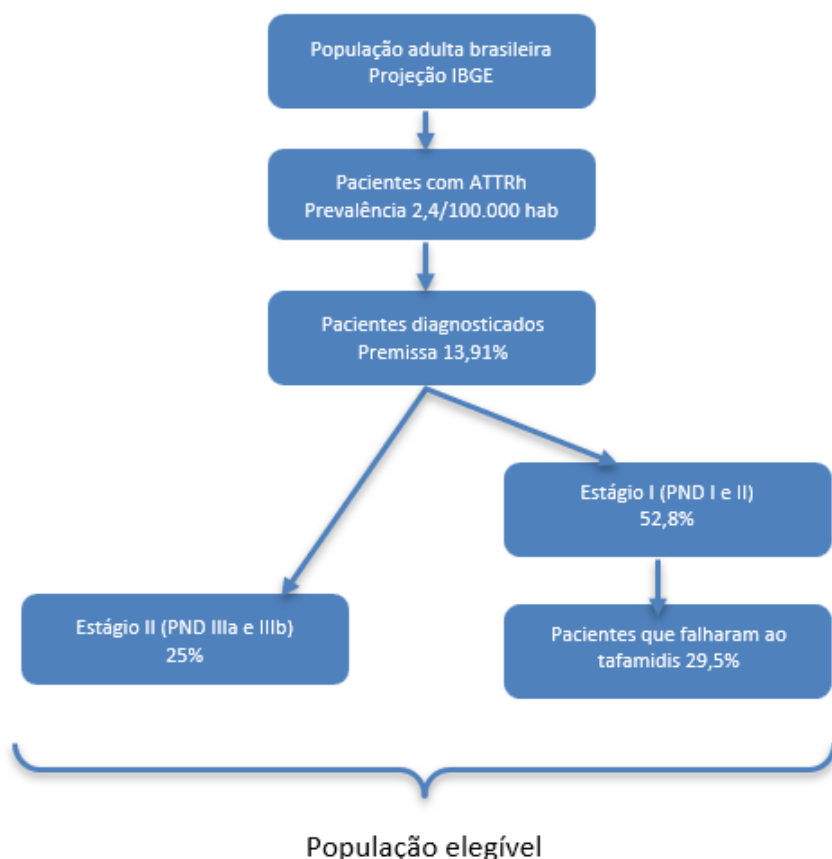 População adulta brasileira
Projeção IBGE
Pacientes com ATTRh
Prevalência 2,4/100.000 hab
Pacientes diagnosticados
Premissa 13,91%
Estágio I (PND I e II)
52,8%
Estágio II (PND IIIa e IIIb)
25%
Pacientes que falharam ao
tafamidis 29,5%
População elegível